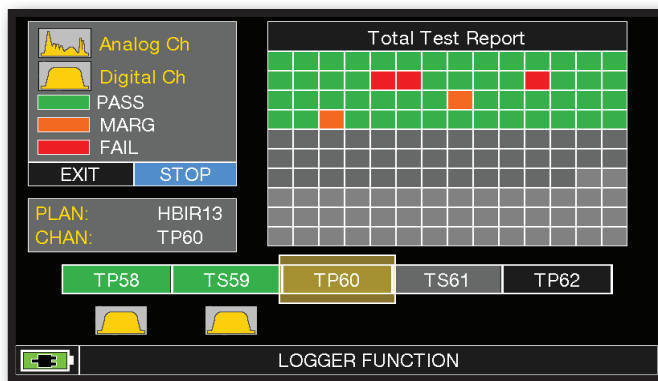 Analog Ch
Digital Ch
PASS
MARG
FAIL
EXIT STOP
PLAN: HBIR13
CHAN: TP60
Total Test Report
TP58 TS59 TP60 TS61 TP62
LOGGER FUNCTION